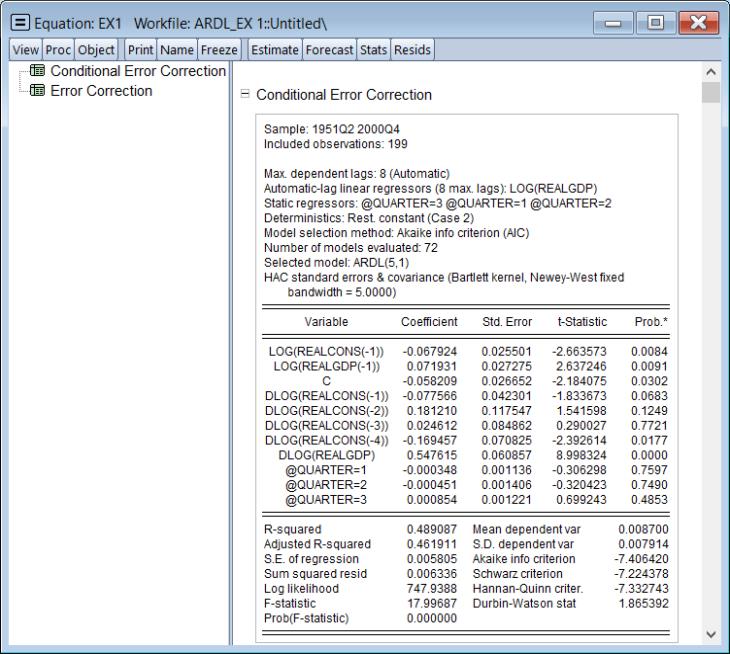 Equation: EX1 Workfile: ARDL_EX 1::Untitled\
View Proc Object Print Name Freeze Estimate Forecast Stats Resids
Conditional Error Correction
Error Correction
Conditional Error Correction
Sample: 1951Q2 2000Q4
Included observations: 199
Max. dependent lags: 8 (Automatic)
Automatic-lag linear regressors (8 max. lags): LOG(REALGDP)
Static regressors: @QUARTER=3 @QUARTER=1 @QUARTER=2
Deterministics: Rest. constant (Case 2)
Model selection method: Akaike info criterion (AIC)
Number of models evaluated: 72
Selected model: ARDL(5,1)
HAC standard errors & covariance (Bartlett kernel, Newey-West fixed
bandwidth = 5.0000)
Variable Coefficient Std. Error t-Statistic Prob.*
LOG(REALCONS(-1)) -0.067924 0.025501 -2.663573 0.0084
LOG(REALGDP(-1)) 0.071931 0.027275 2.637246 0.0091
C -0.058209 0.026652 -2.184075 0.0302
DLOG(REALCONS(-1)) -0.077566 0.042301 -1.833673 0.0683
DLOG(REALCONS(-2)) 0.181210 0.117547 1.541598 0.1249
DLOG(REALCONS(-3)) 0.024612 0.084862 0.290027 0.7721
DLOG(REALCONS(-4)) -0.169457 0.070825 -2.392614 0.0177
DLOG(REALGDP) 0.547615 0.060857 8.998324 0.0000
@QUARTER=1 -0.000348 0.001136 -0.306298 0.7597
@QUARTER=2 -0.000451 0.001406 -0.320423 0.7490
@QUARTER=3 0.000854 0.001221 0.699243 0.4853
R-squared 0.489087 Mean dependent var 0.008700
Adjusted R-squared 0.461911 S.D. dependent var 0.007914
S.E. of regression 0.005805 Akaike info criterion -7.406420
Sum squared resid 0.006336 Schwarz criterion -7.224378
Log likelihood 747.9388 Hannan-Quinn criter. -7.332743
F-statistic 17.99687 Durbin-Watson stat 1.865392
Prob(F-statistic) 0.000000